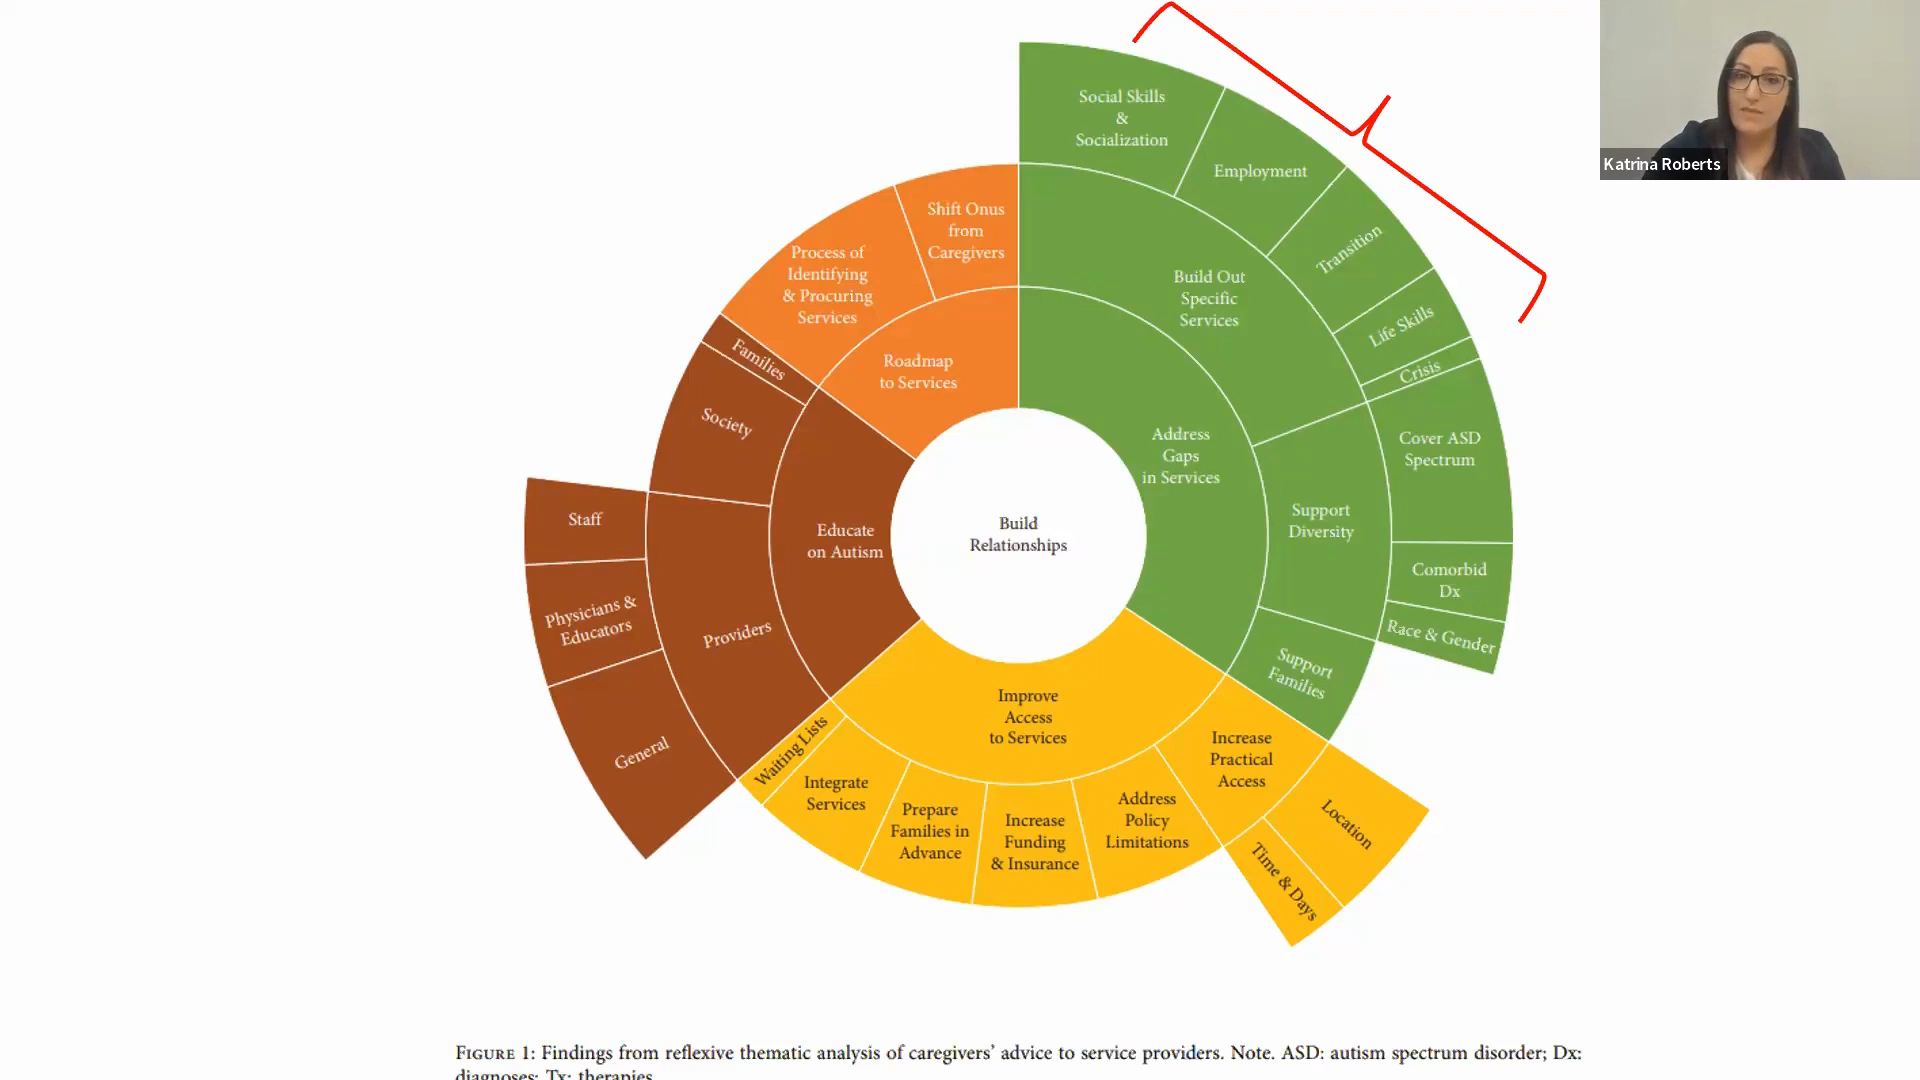 Social Skills
&
Socialization
Employment
Transition
Life Skills
Crisis
Build Out
Specific
Services
Cover ASD
Spectrum
Comorbid
Dx
Race & Gender
Support
Diversity
Support
Families
Address
Gaps
in Services
Shift Onus
from
Caregivers
Process of
Identifying
& Procuring
Services
Roadmap
to Services
Families
Society
Educate
on Autism
Staff
Physicians &
Educators
General
Providers
Build
Relationships
Improve
Access
to Services
Waiting Lists
Integrate
Services
Prepare
Families in
Advance
Increase
Funding
& Insurance
Address
Policy
Limitations
Increase
Practical
Access
Location
Time & Days
Katrina Roberts
FIGURE 1: Findings from reflexive thematic analysis of caregivers’ advice to service providers. Note. ASD: autism spectrum disorder; Dx:
diagnoses; Tx: therapies